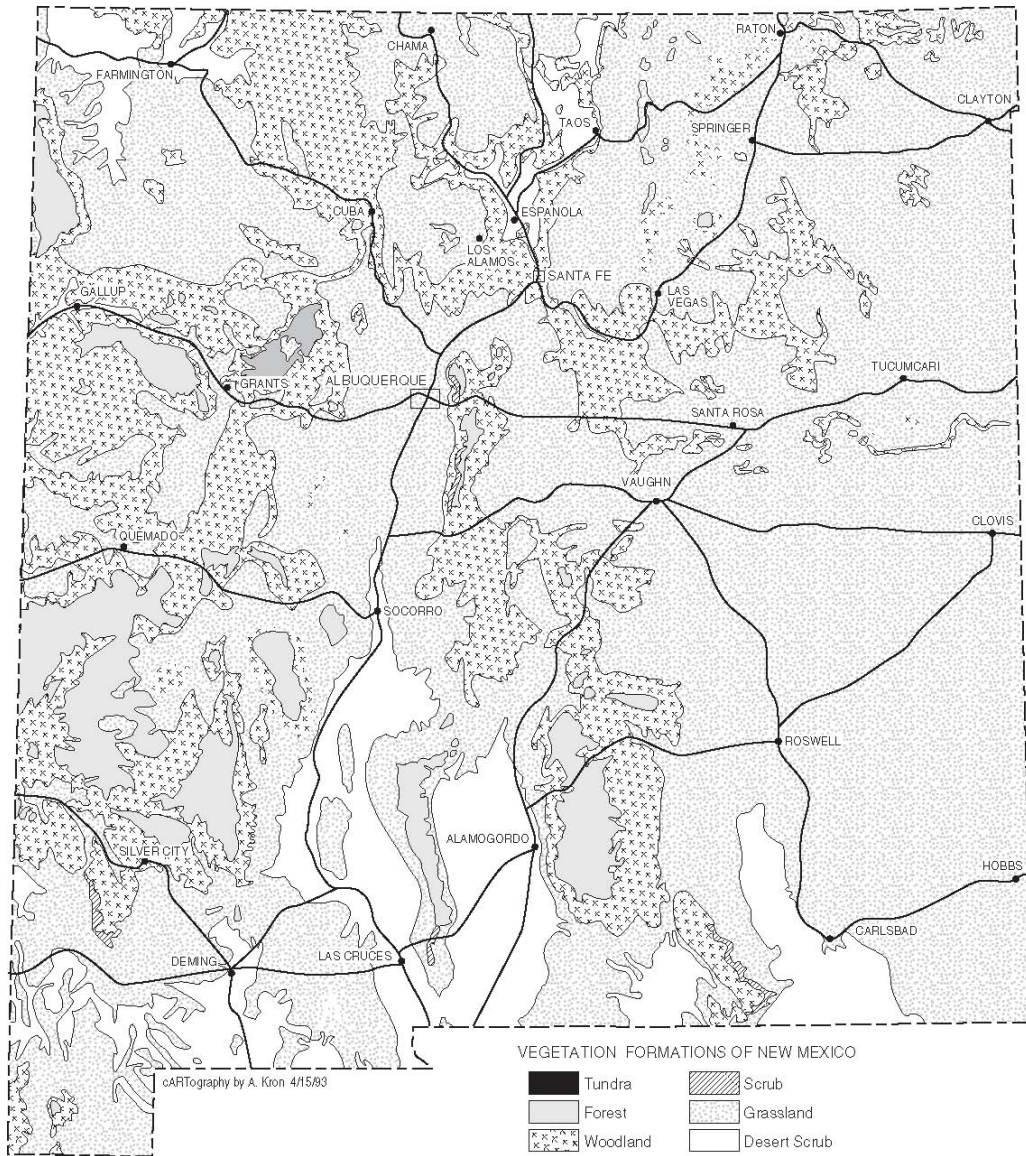 CHAMA
RATON
FARMINGTON
CLAYTON
TAOS
SPRINGER
CUBA
ESPANOLA
LOS
ALAMOS
SANTA FE
GALLUP
LAS
VEGAS
TUCUMCARI
GRANTS
ALBUQUERQUE
SANTA ROSA
VAUGHN
CLOVIS
QUEMADO
SOCORRO
ROSWELL
ALAMOGORDO
SILVER CITY
HOBBS
CARLSBAD
LAS CRUCES
DEMING
cARTography by A. Kron 4/15/93
VEGETATION FORMATIONS OF NEW MEXICO
Tundra
Scrub
Forest
Grassland
Woodland
Desert Scrub